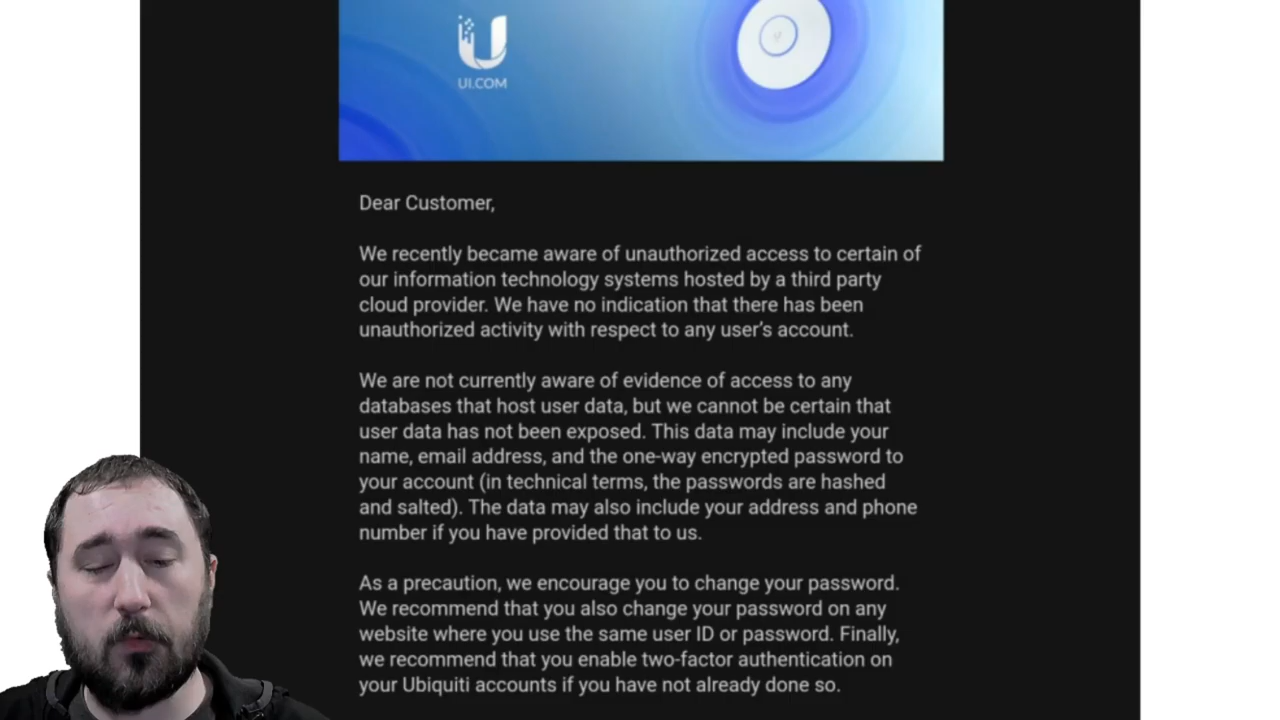 UI.COM
Dear Customer,
We recently became aware of unauthorized access to certain of
our information technology systems hosted by a third party
cloud provider. We have no indication that there has been
unauthorized activity with respect to any user's account.
We are not currently aware of evidence of access to any
databases that host user data, but we cannot be certain that
user data has not been exposed. This data may include your
name, email address, and the one-way encrypted password to
your account (in technical terms, the passwords are hashed
and salted). The data may also include your address and phone
number if you have provided that to us.
As a precaution, we encourage you to change your password.
We recommend that you also change your password on any
website where you use the same user ID or password. Finally,
we recommend that you enable two-factor authentication on
your Ubiquiti accounts if you have not already done so.